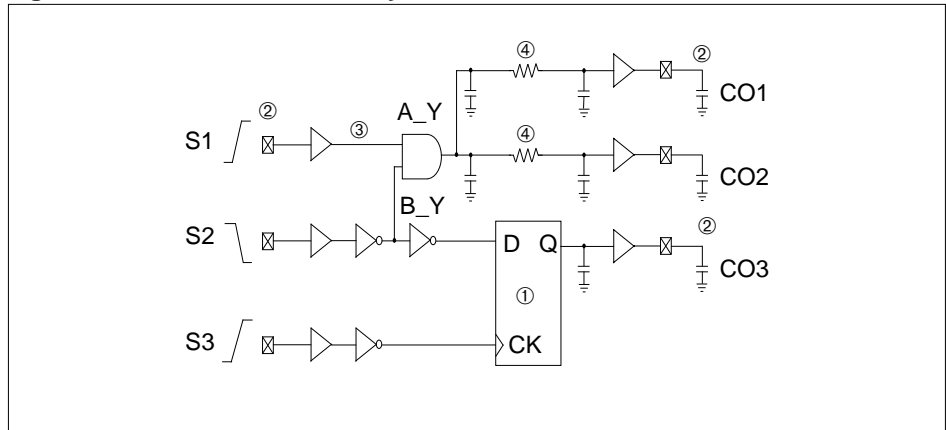 ④
②
CO1
A_Y
②
③
S1
④
CO2
B_Y
②
S2
D Q
CO3
①
S3
CK